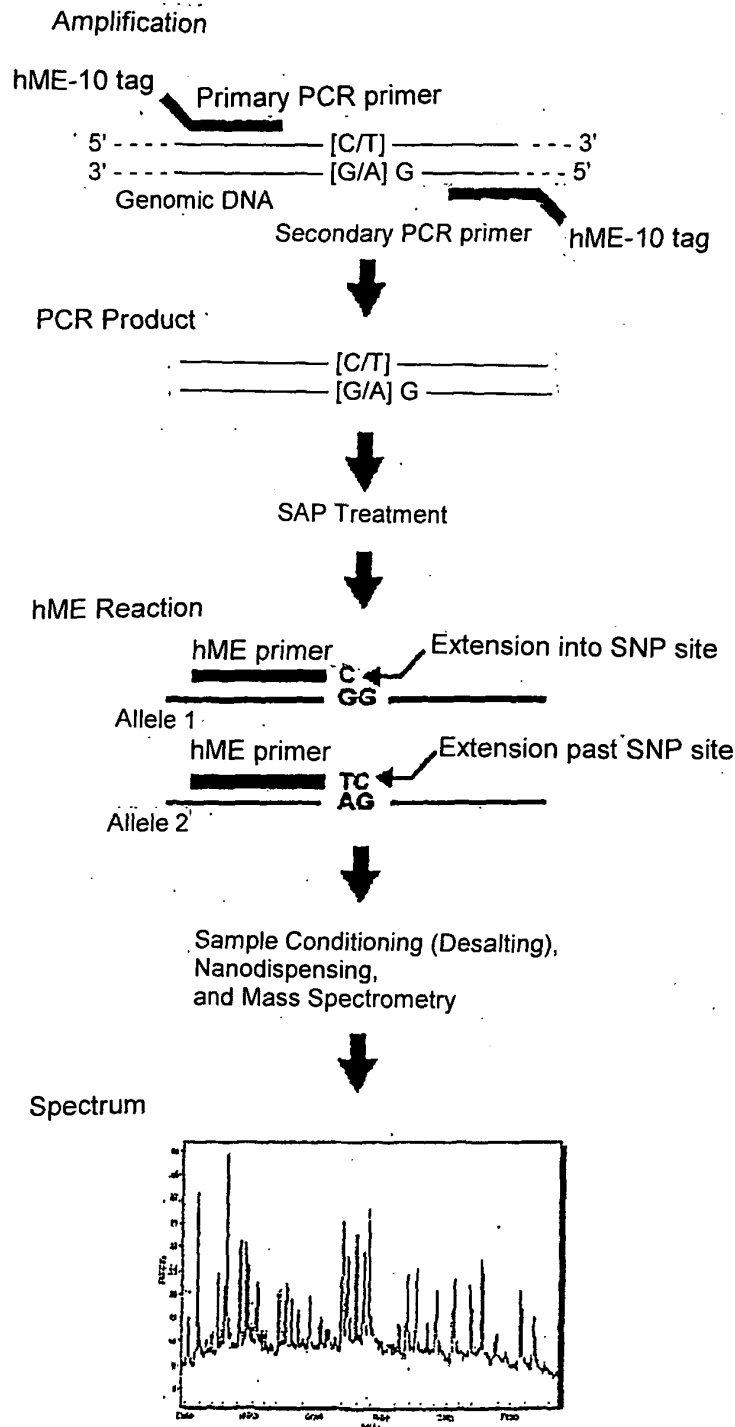 Amplification
hME-10 tag
Primary PCR primer
5' [C/T] 3'
3' [G/A] G 5'
Genomic DNA
Secondary PCR primer
hME-10 tag
PCR Product
[C/T]
[G/A] G
SAP Treatment
hME Reaction
hME primer C Extension into SNP site
GG
Allele 1
hME primer TC Extension past SNP site
AG
Allele 2
Sample Conditioning (Desalting),
Nanodispensing,
and Mass Spectrometry
Spectrum